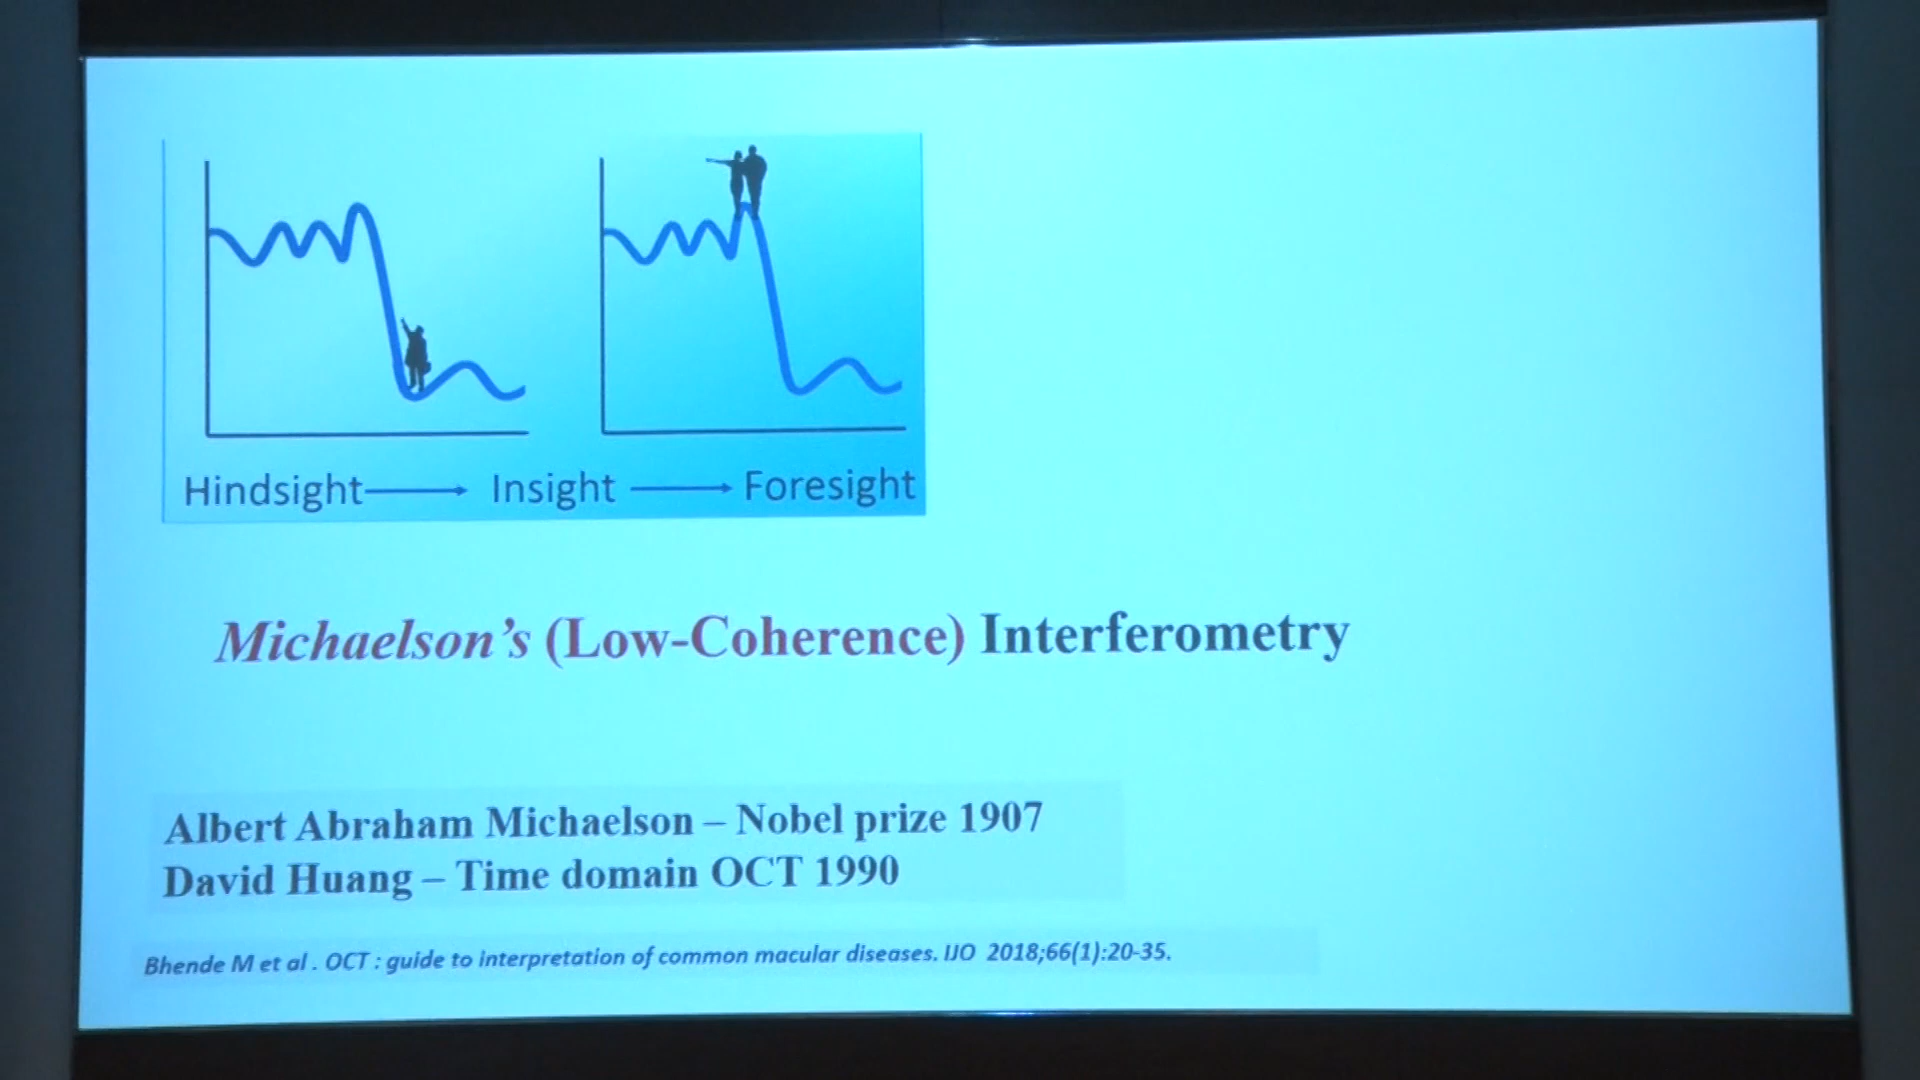 Hindsight → Insight → Foresight
Michaelson's (Low-Coherence) Interferometry
Albert Abraham Michaelson – Nobel prize 1907
David Huang – Time domain OCT 1990
Bhende M et al . OCT : guide to interpretation of common macular diseases. IJO 2018;66(1):20-35.